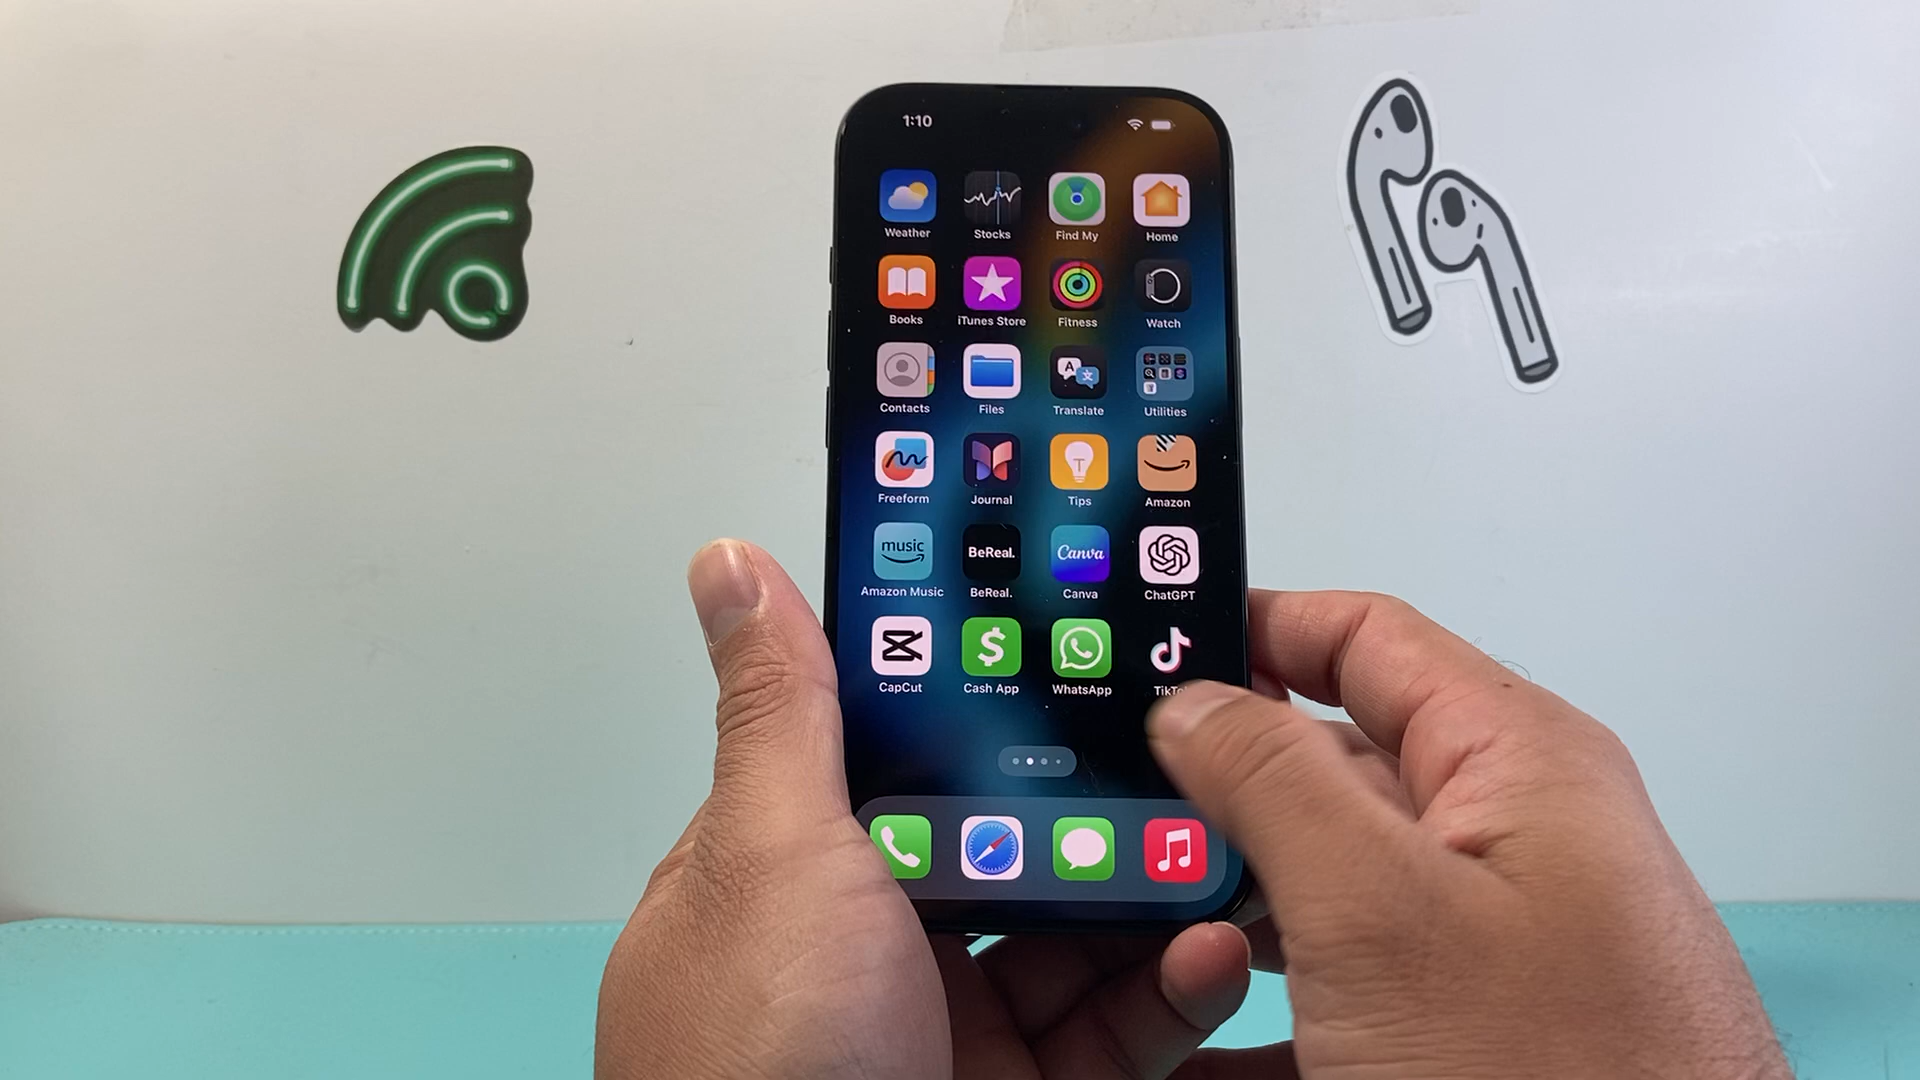 1:10
Weather Stocks Find My Home
Books iTunes Store Fitness Watch
Contacts Files Translate Utilities
Freeform Journal Tips Amazon
music BeReal. Canva
Amazon Music BeReal. Canva ChatGPT
CapCut Cash App WhatsApp TikTo